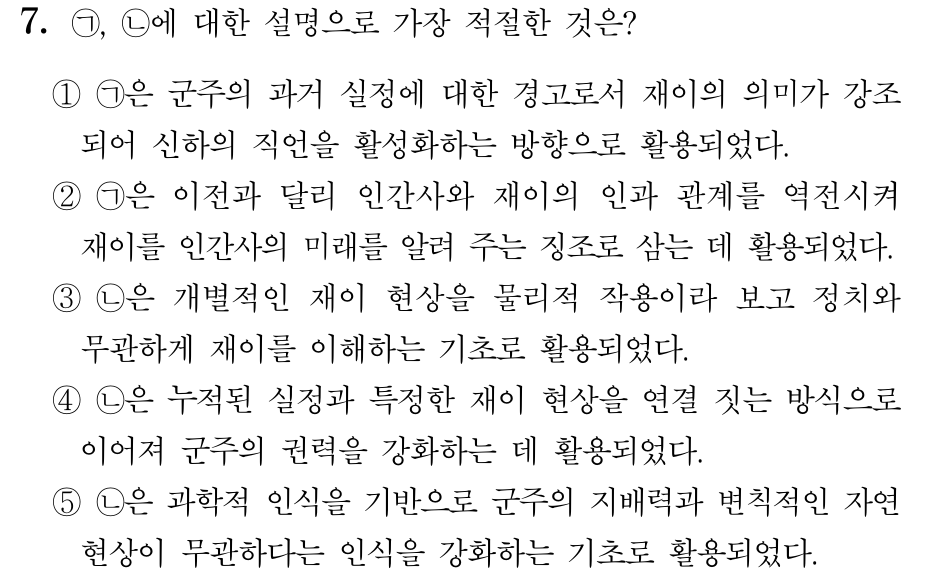 7. ㉠, ㉡에 대한 설명으로 가장 적절한 것은?
① ㉠은 군주의 과거 실정에 대한 경고로서 재이의 의미가 강조
되어 신하의 직언을 활성화하는 방향으로 활용되었다.
② ㉠은 이전과 달리 인간사와 재이의 인과 관계를 역전시켜
재이를 인간사의 미래를 알려 주는 징조로 삼는 데 활용되었다.
③ ㉡은 개별적인 재이 현상을 물리적 작용이라 보고 정치와
무관하게 재이를 이해하는 기초로 활용되었다.
④ ㉡은 누적된 실정과 특정한 재이 현상을 연결 짓는 방식으로
이어져 군주의 권력을 강화하는 데 활용되었다.
⑤ ㉡은 과학적 인식을 기반으로 군주의 지배력과 변칙적인 자연
현상이 무관하다는 인식을 강화하는 기초로 활용되었다.